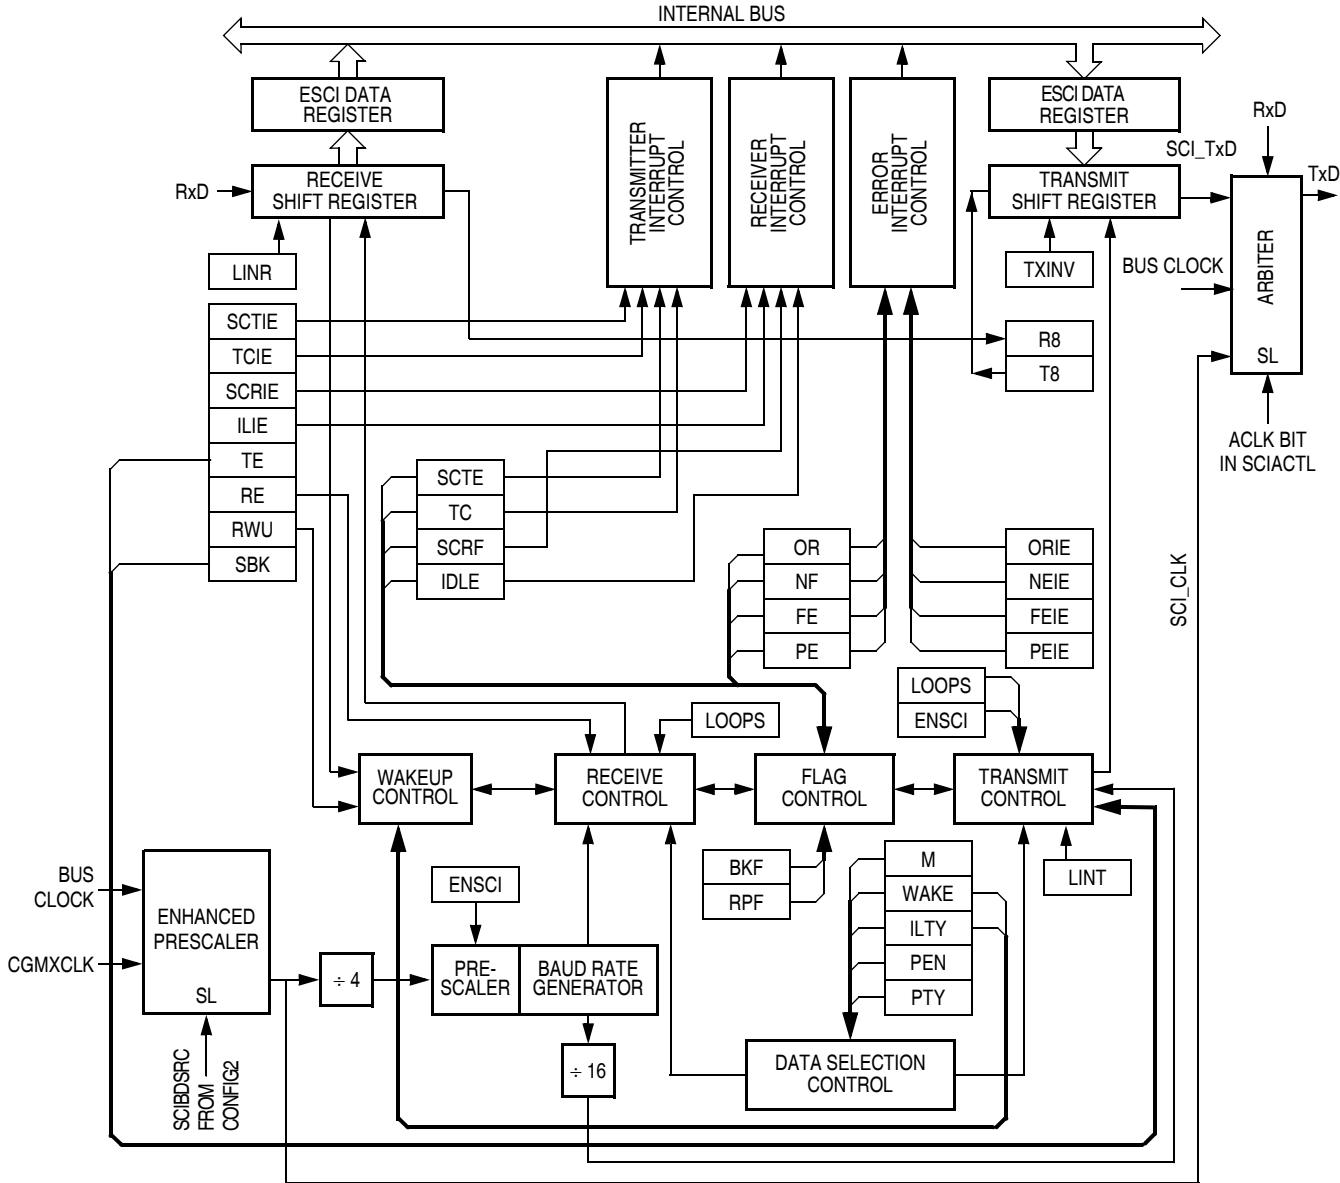 INTERNAL BUS
ESCI DATA
REGISTER
RECEIVE
SHIFT REGISTER
RxD
LINR
TRANSMITTER
INTERRUPT
CONTROL
RECEIVER
INTERRUPT
CONTROL
ERROR
INTERRUPT
CONTROL
ESCI DATA
REGISTER
TRANSMIT
SHIFT REGISTER
TXINV
SCI_TxD
RxD
TxD
BUS CLOCK
ARBITER
SL
ACLK BIT
IN SCIACTL
R8
T8
SCTIE
TCIE
SCRIE
ILIE
TE
RE
RWU
SBK
SCTE
TC
SCRF
IDLE
OR
NF
FE
PE
ORIE
NEIE
FEIE
PEIE
SCI_CLK
LOOPS
LOOPS
ENSCI
WAKEUP
CONTROL
RECEIVE
CONTROL
FLAG
CONTROL
TRANSMIT
CONTROL
BKF
RPF
M
WAKE
ILTY
PEN
PTY
LINT
BUS
CLOCK
CGMXCLK
ENHANCED
PRESCALER
SL
SCIBDSRC
FROM
CONFIG2
÷ 4
ENSCI
PRE-
SCALER
BAUD RATE
GENERATOR
÷ 16
DATA SELECTION
CONTROL